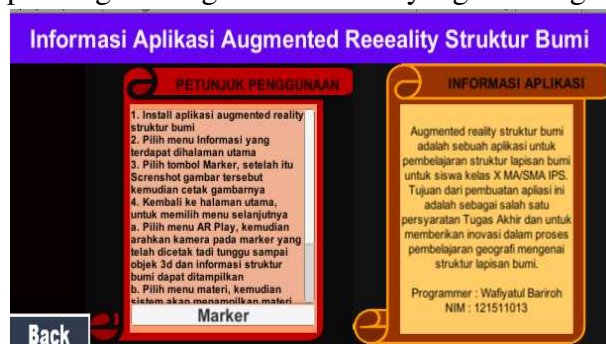 Informasi Aplikasi Augmented Reeeality Struktur Bumi
PETUNJUK PENGGUNAAN
1. Install aplikasi augmented reality
struktur bumi
2. Pilih menu Informasi yang
terdapat dihalaman utama
3. Pilih tombol Marker, setelah itu
Screnshot gambar tersebut
kemudian cetak gambarnya
4. Kembali ke halaman utama,
untuk memilih menu selanjutnya
a. Pilih menu AR Play, kemudian
arahkan kamera pada marker yang
telah dicetak tadi tunggu sampai
objek 3d dan informasi struktur
bumi dapat ditampilkan
b. Pilih menu materi, kemudian
sistem akan menampilkan materi
Marker
INFORMASI APLIKASI
Augmented reality struktur bumi
adalah sebuah aplikasi untuk
pembelajaran struktur lapisan bumi
untuk siswa kelas X MA/SMA IPS.
Tujuan dari pembuatan apliasi ini
adalah sebagai salah satu
persyaratan Tugas Akhir dan untuk
memberikan inovasi dalam proses
pembelajaran geografi mengenai
struktur lapisan bumi.
Programmer : Wafiyatul Bariroh
NIM : 121511013
Back